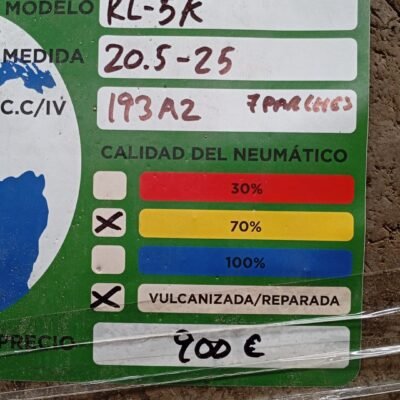 MODELO KL-5K
MEDIDA 20.5-25
C.C/IV 193A2 7 PARCHES
CALIDAD DEL NEUMÁTICO
30%
X 70%
100%
X VULCANIZADA/REPARADA
PRECIO 900 €